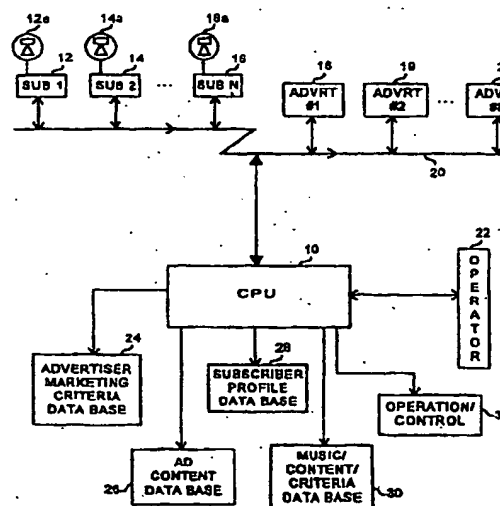 12a 14a 16a
12 14 16 18 19
SUB 1 SUB 2 ... SUB N
ADVRT #1 ADVRT #2 ...
20
22
10
CPU
OPERATOR
24
ADVERTISER MARKETING CRITERIA DATA BASE
28
SUBSCRIBER PROFILE DATA BASE
OPERATION/ CONTROL
AD CONTENT DATA BASE
26
MUSIC/ CONTENT/ CRITERIA DATA BASE
30